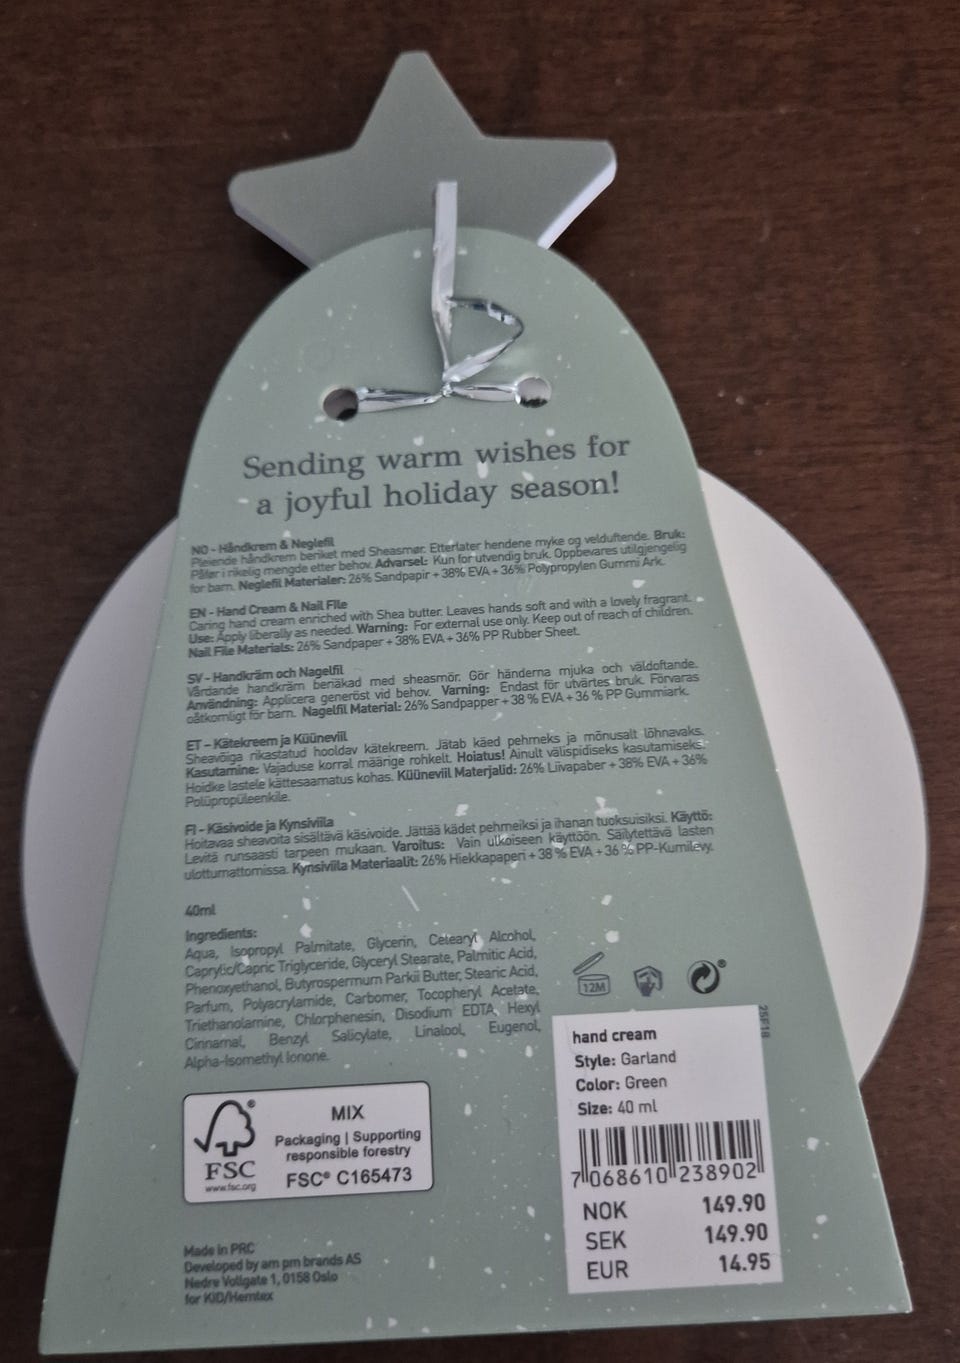 Sending warm wishes for
a joyful holiday season!
NO - Håndkrem & Neglefil
Pleiende håndkrem beriket med Sheasmør. Etterlater hendene myke og velduftende. Bruk:
Påfør i rikelig mengde etter behov. Advarsel: Kun for utvendig bruk. Oppbevares utilgjengelig
for barn. Neglefil Materialer: 26% Sandpapir + 38% EVA + 36% Polypropylen Gummi Ark.
EN - Hand Cream & Nail File
Caring hand cream enriched with Shea butter. Leaves hands soft and with a lovely fragrant.
Use: Apply liberally as needed. Warning: For external use only. Keep out of reach of children.
Nail File Materials: 26% Sandpaper + 38% EVA + 36% PP Rubber Sheet.
SV - Handkräm och Nagelfil
Vårdande handkräm berikad med sheasmör. Gör händerna mjuka och väldoftande.
Användning: Applicera generöst vid behov. Varning: Endast för utvärtes bruk. Förvaras
oåtkomligt för barn. Nagelfil Material: 26% Sandpapper + 38 % EVA + 36 % PP Gummiark.
ET – Kätekreem ja Küüneviil
Sheavõiga rikastatud hooldav kätekreem. Jätab käed pehmeks ja mõnusalt lõhnavaks.
Kasutamine: Vajaduse korral määrige rohkelt. Hoiatus! Ainult välispidiseks kasutamiseks.
Hoidke lastele kättesaamatus kohas. Küüneviil Materjalid: 26% Liivapaber + 38% EVA + 36%
Polüpropüleenkile.
FI - Käsivoide ja Kynsiviila
Hoitavaa sheavoita sisältävä käsivoide. Jättää kädet pehmeiksi ja ihanan tuoksuisiksi. Käyttö:
Levitä runsaasti tarpeen mukaan. Varoitus: Vain ulkoiseen käyttöön. Säilytettävä lasten
ulottumattomissa. Kynsiviila Materiaalit: 26% Hiekkapaperi + 38 % EVA + 36 % PP-Kumilevy.
40ml
Ingredients:
Aqua, Isopropyl Palmitate, Glycerin, Celearyl Alcohol,
Caprylic/Capric Triglyceride, Glyceryl Stearate, Palmitic Acid,
Phenoxyethanol, Butyrospermum Parkii Butter, Stearic Acid,
Parfum, Polyacrylamide, Carbomer, Tocopheryl Acetate,
Triethanolamine, Chlorphenesin, Disodium EDTA, Hexyl
Cinnamal, Benzyl Salicylate, Linalool, Eugenol,
Alpha-Isomethyl Ionone.
12M
25F18
hand cream
Style: Garland
Color: Green
Size: 40 ml
7 068610 238902
NOK 149.90
SEK 149.90
EUR 14.95
FSC®
www.fsc.org
MIX
Packaging | Supporting
responsible forestry
FSC® C165473
Made in PRC
Developed by am pm brands AS
Nedre Vollgate 1, 0158 Oslo
for KID/Hemtex